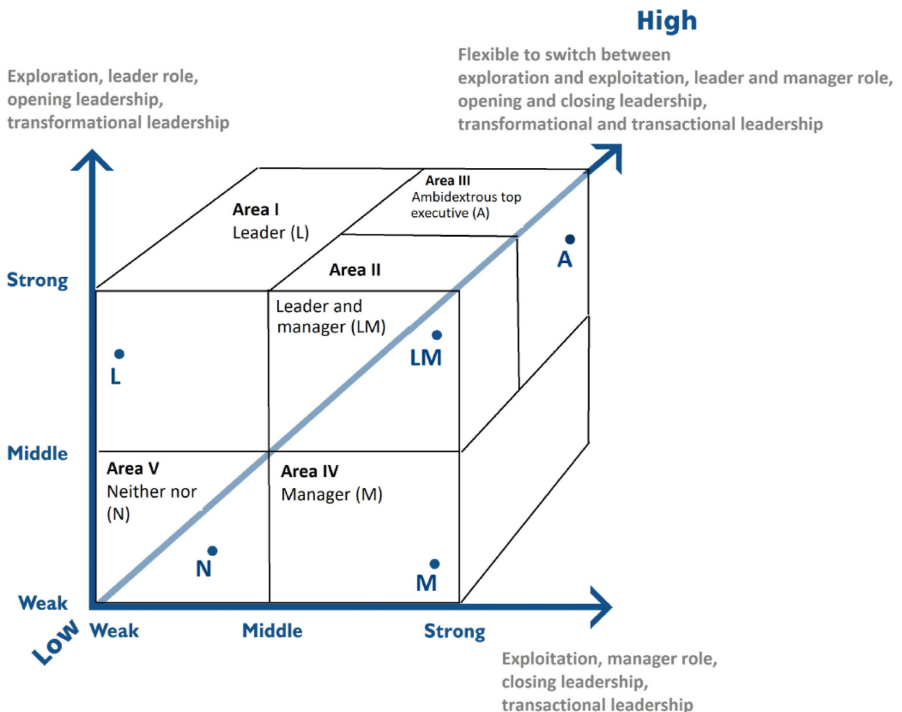 High
Flexible to switch between
exploration and exploitation, leader and manager role,
opening and closing leadership,
transformational and transactional leadership
Exploration, leader role,
opening leadership,
transformational leadership
Area III
Ambidextrous top
executive (A)
Area I
Leader (L)
Area II
Leader and
manager (LM)
Strong
A
LM
L
Middle
Area V
Neither nor
(N)
Area IV
Manager (M)
N
M
Weak
Low
Weak
Middle
Strong
Exploitation, manager role,
closing leadership,
transactional leadership